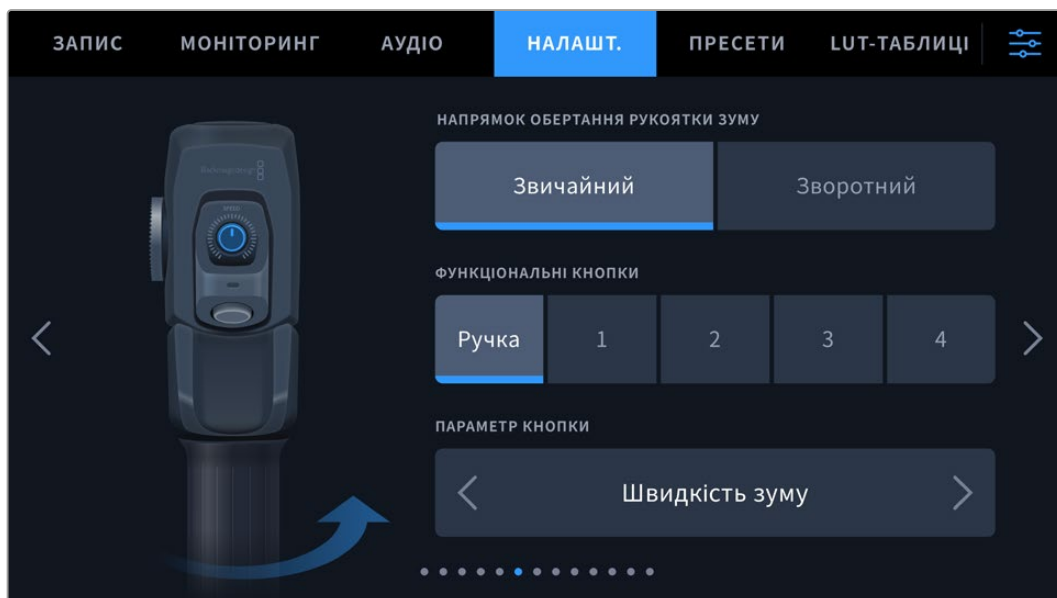 ЗАПИС МОНІТОРИНГ АУДІО НАЛАШТ. ПРЕСЕТИ LUT-ТАБЛИЦІ
НАПРЯМОК ОБЕРТАННЯ РУКОЯТКИ ЗУМУ
Звичайний Зворотний
ФУНКЦІОНАЛЬНІ КНОПКИ
Ручка 1 2 3 4
ПАРАМЕТР КНОПКИ
Швидкість зуму